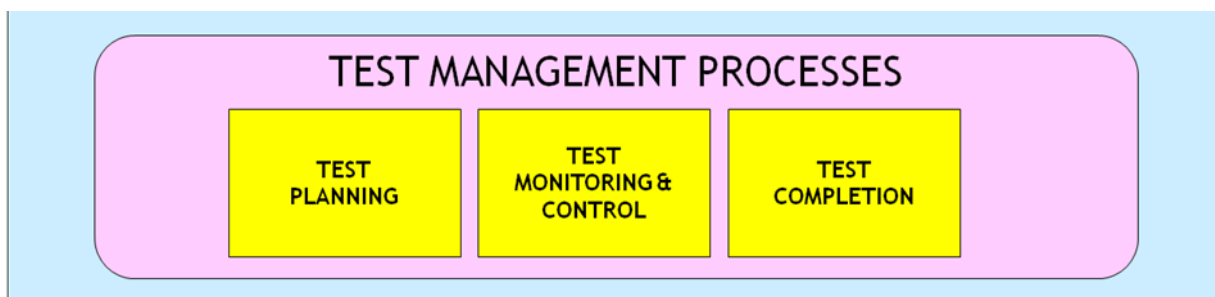 TEST MANAGEMENT PROCESSES
TEST
PLANNING
TEST
MONITORING &
CONTROL
TEST
COMPLETION